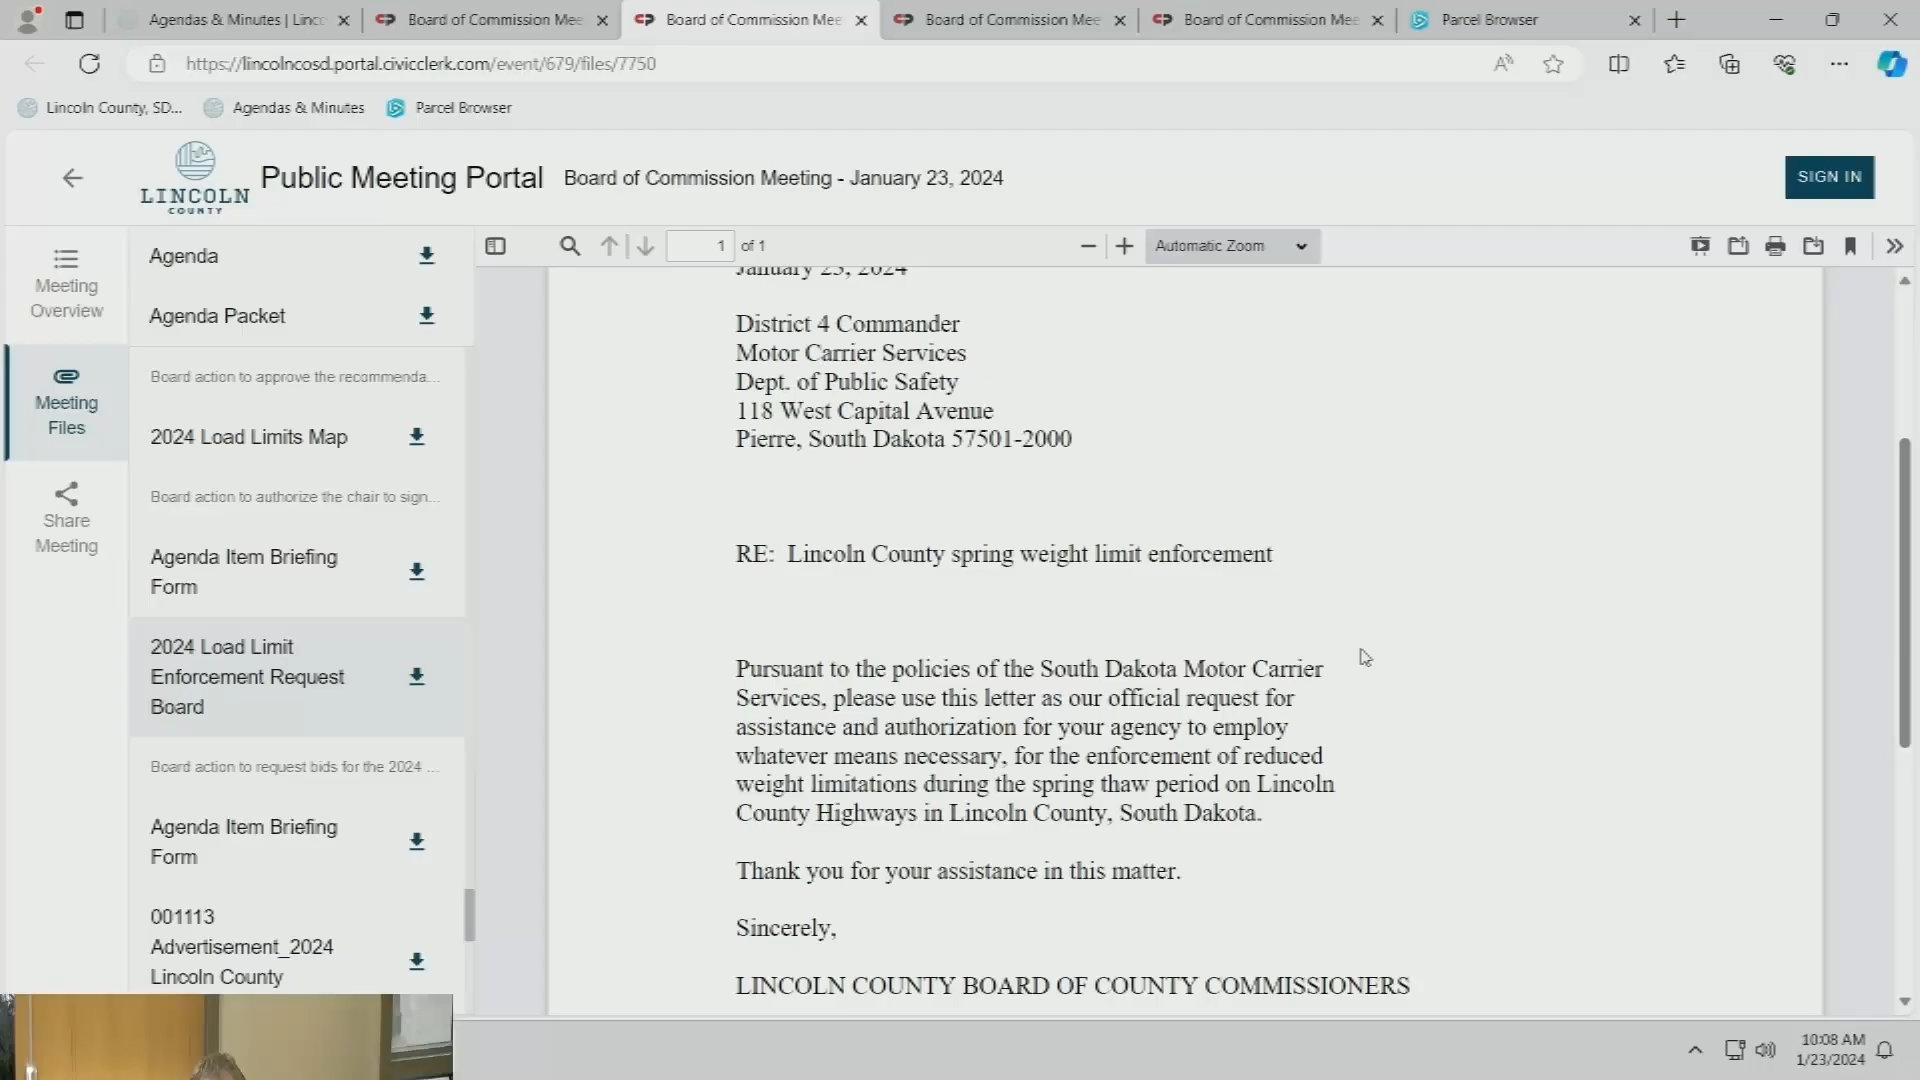 Agendas & Minutes | Linco
Board of Commission Mee
Board of Commission Mee
Board of Commission Mee
Board of Commission Mee
Parcel Browser
https://lincolncosd.portal.civicclerk.com/event/679/files/7750
Lincoln County, SD...
Agendas & Minutes
Parcel Browser
LINCOLN
COUNTY
Public Meeting Portal
Board of Commission Meeting - January 23, 2024
SIGN IN
Meeting
Overview
Meeting
Files
Share
Meeting
Agenda
Agenda Packet
Board action to approve the recommenda...
2024 Load Limits Map
Board action to authorize the chair to sign...
Agenda Item Briefing
Form
2024 Load Limit
Enforcement Request
Board
Board action to request bids for the 2024 ...
Agenda Item Briefing
Form
001113
Advertisement_2024
Lincoln County
1 of 1
Automatic Zoom
January 23, 2024
District 4 Commander
Motor Carrier Services
Dept. of Public Safety
118 West Capital Avenue
Pierre, South Dakota 57501-2000
RE: Lincoln County spring weight limit enforcement
Pursuant to the policies of the South Dakota Motor Carrier
Services, please use this letter as our official request for
assistance and authorization for your agency to employ
whatever means necessary, for the enforcement of reduced
weight limitations during the spring thaw period on Lincoln
County Highways in Lincoln County, South Dakota.
Thank you for your assistance in this matter.
Sincerely,
LINCOLN COUNTY BOARD OF COUNTY COMMISSIONERS
10:08 AM
1/23/2024